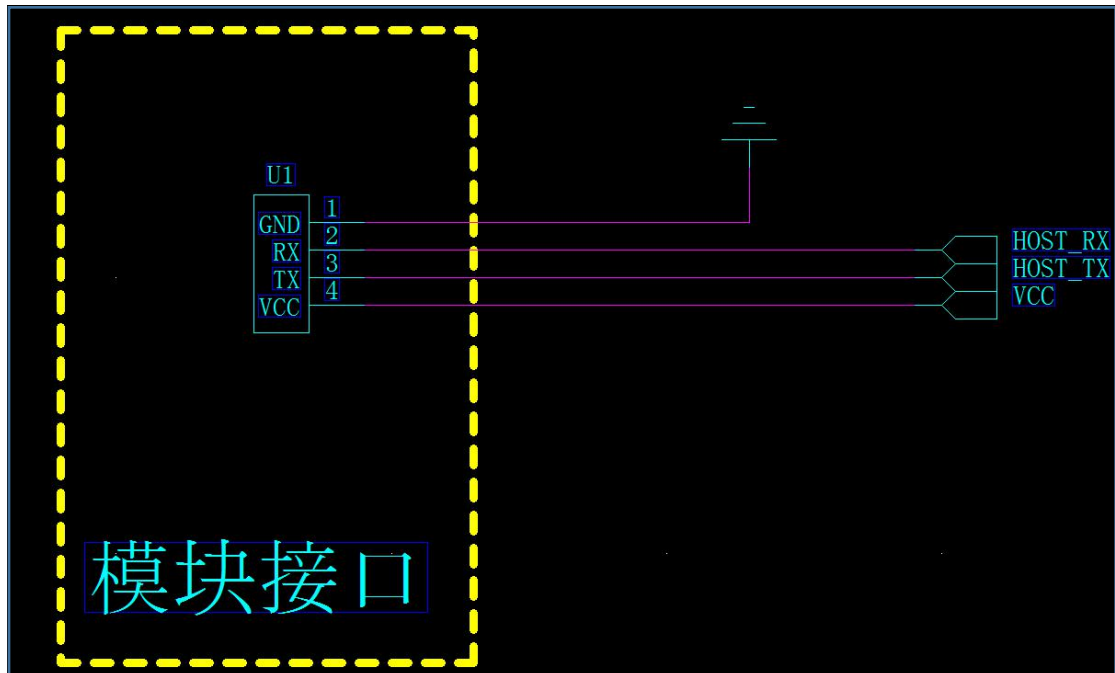 U1
GND 1
RX 2
TX 3
VCC 4
HOST_RX
HOST_TX
VCC
模块接口